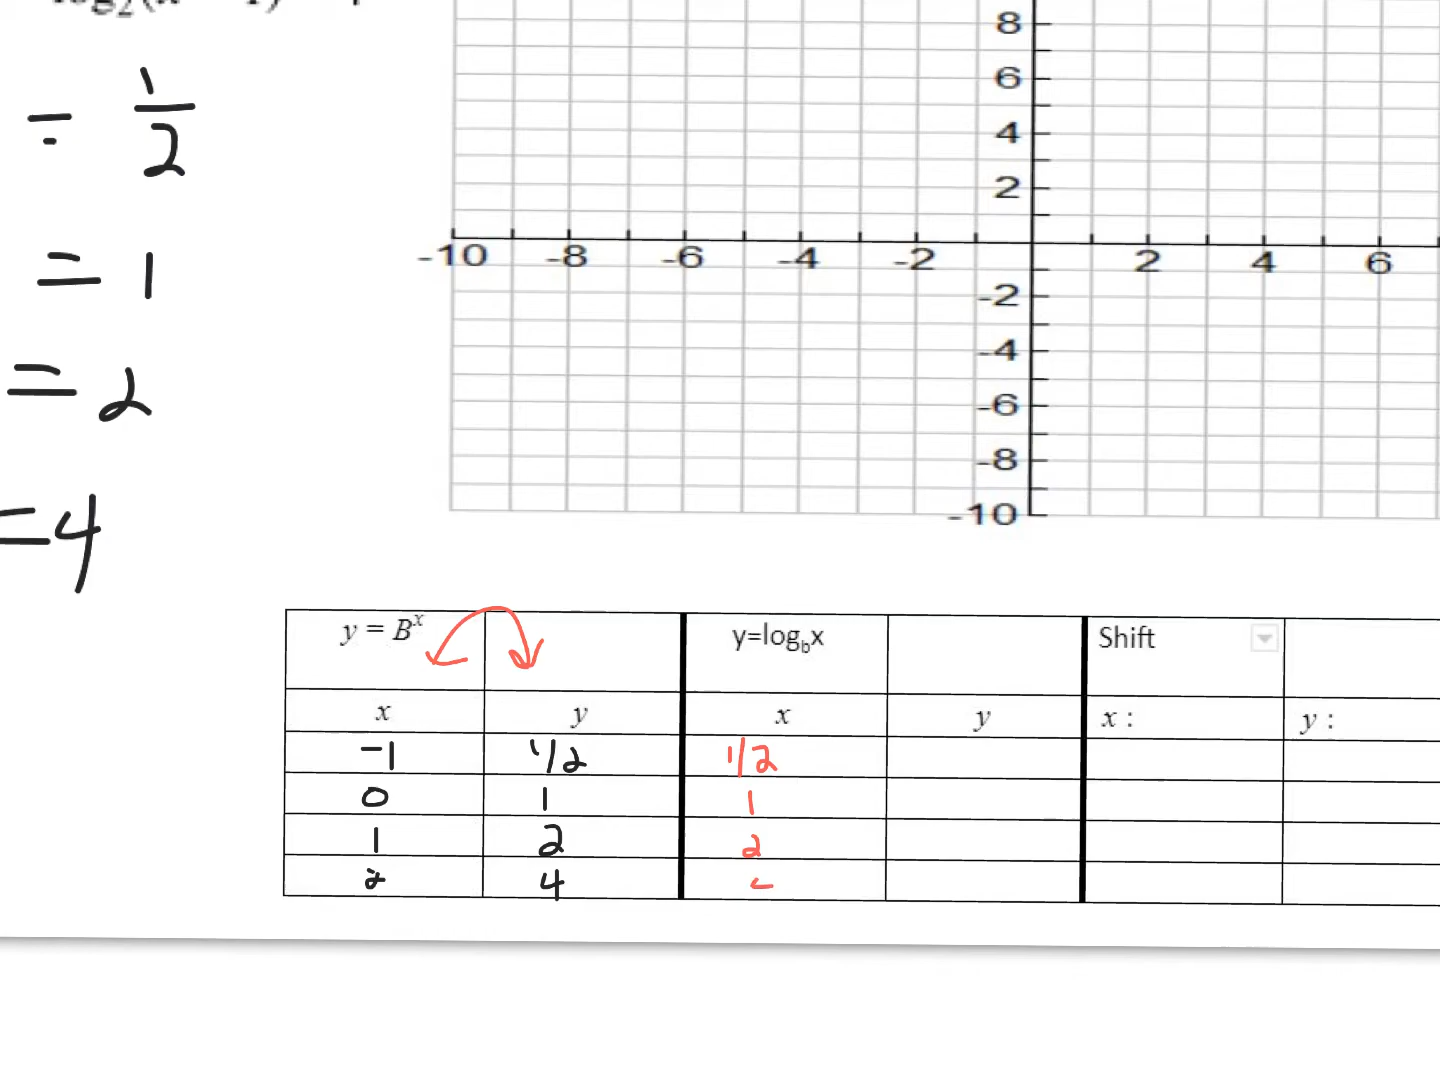 = 1/2
= 1
= 2
= 4
8
6
4
2
-10 -8 -6 -4 -2 2 4 6
-2
-4
-6
-8
-10
y = Bˣ y=log_b x Shift
x y x y x : y :
-1 1/2 1/2
0 1 1
1 2 2
2 4